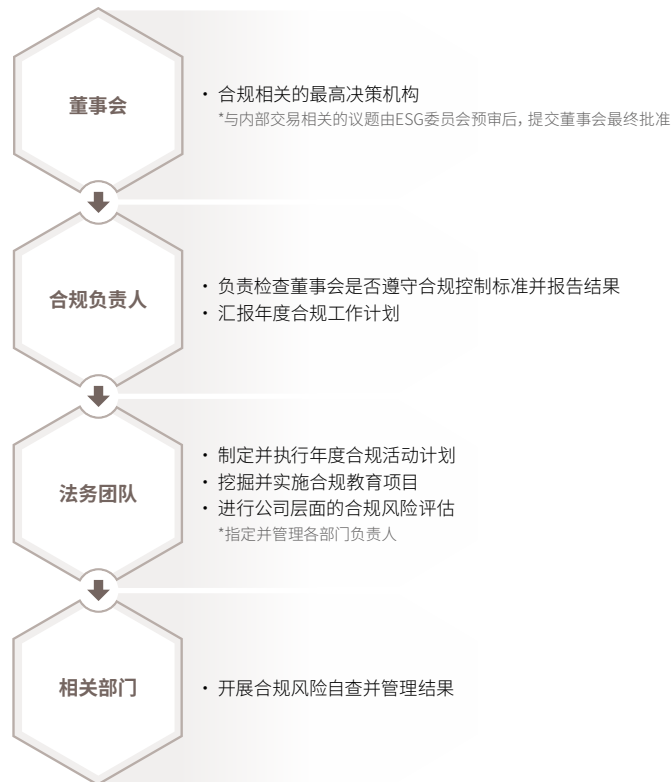 董事会
・ 合规相关的最高决策机构
*与内部交易相关的议题由ESG委员会预审后, 提交董事会最终批准
合规负责人
・ 负责检查董事会是否遵守合规控制标准并报告结果
・ 汇报年度合规工作计划
法务团队
・ 制定并执行年度合规活动计划
・ 挖掘并实施合规教育项目
・ 进行公司层面的合规风险评估
*指定并管理各部门负责人
相关部门
・ 开展合规风险自查并管理结果